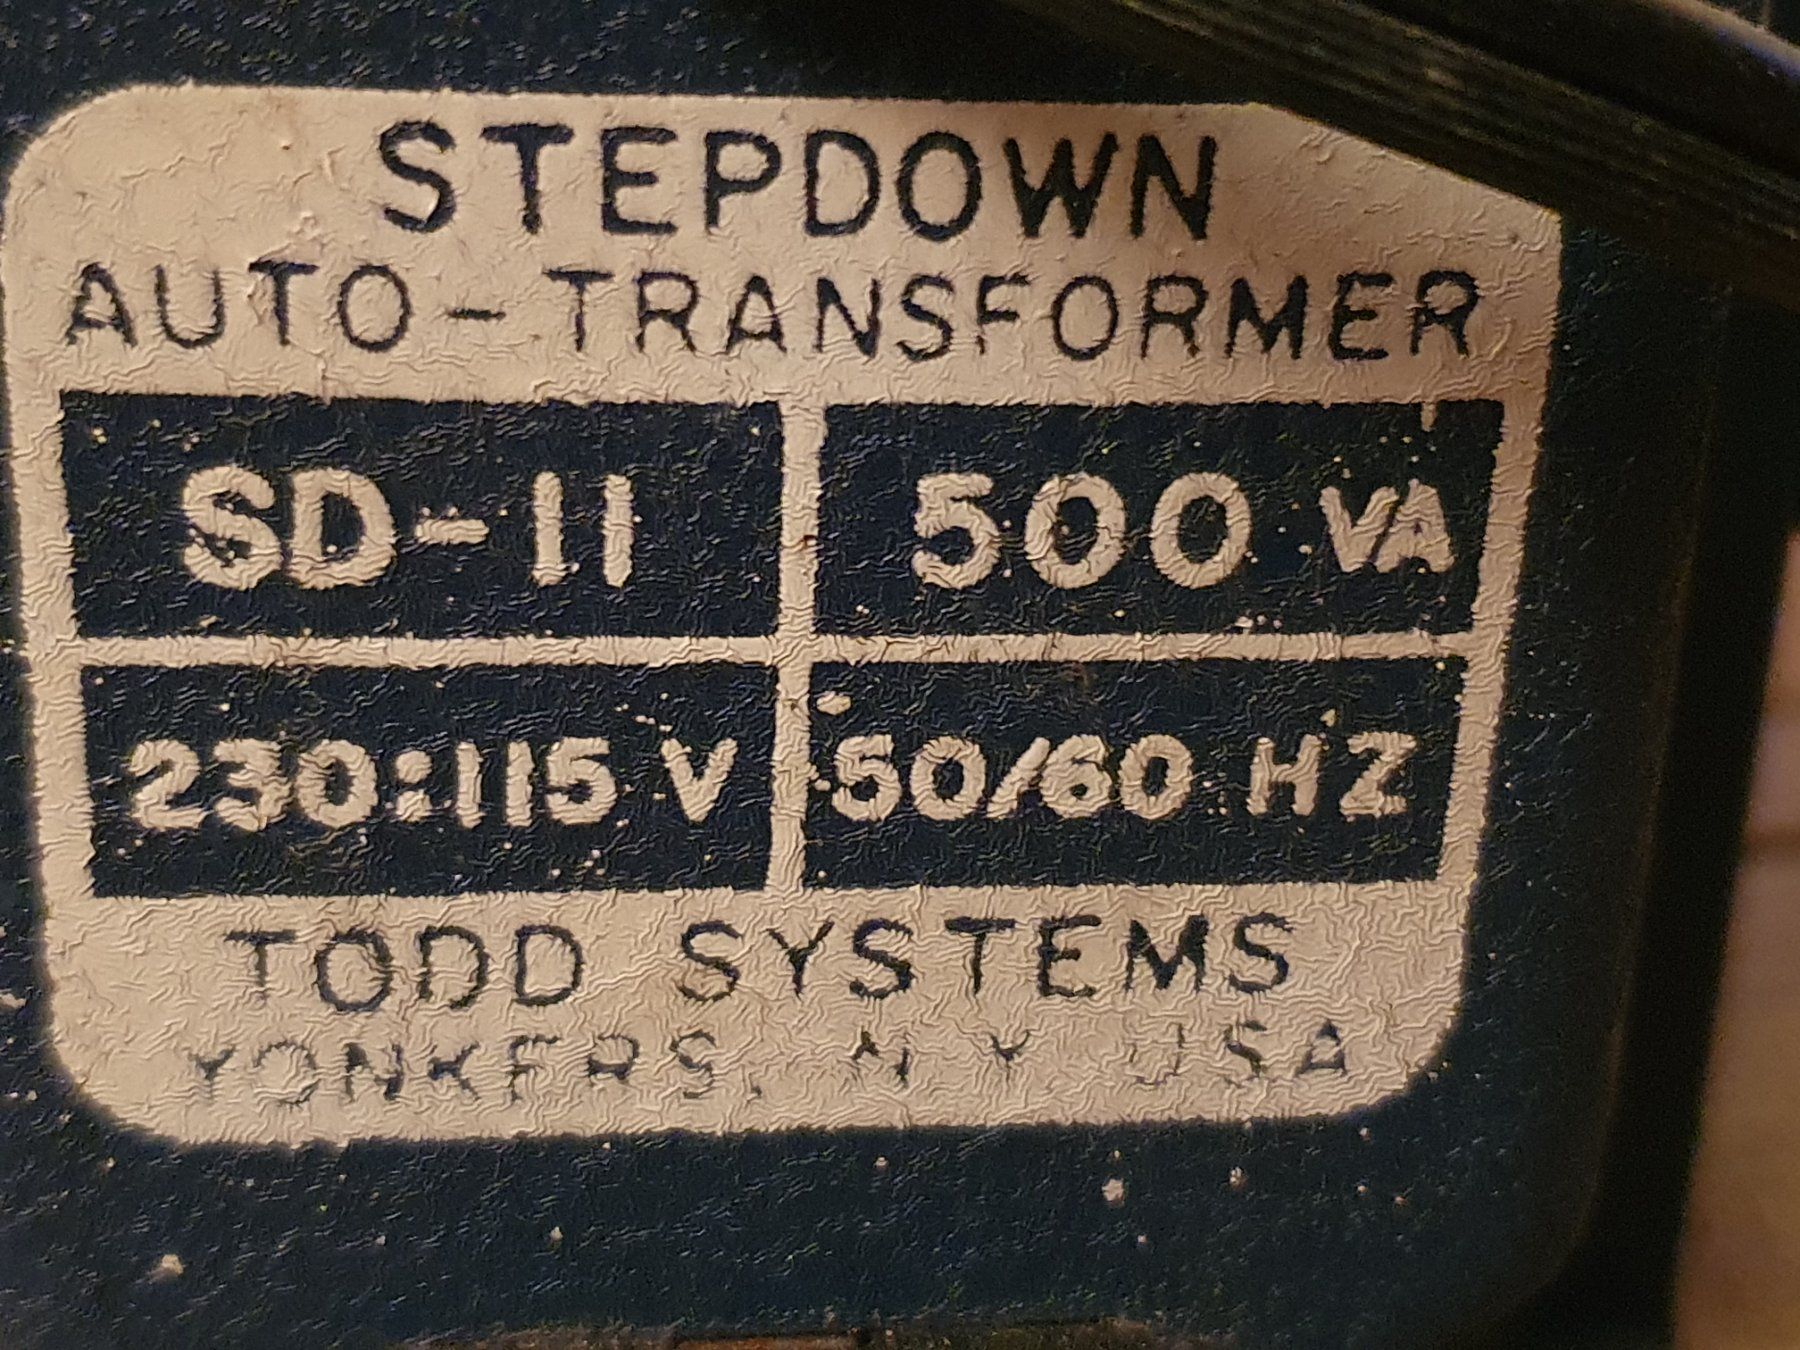 STEPDOWN
AUTO-TRANSFORMER
SD-11 500 VA
230:115 V 50/60 HZ
TODD SYSTEMS
YONKERS, N Y USA